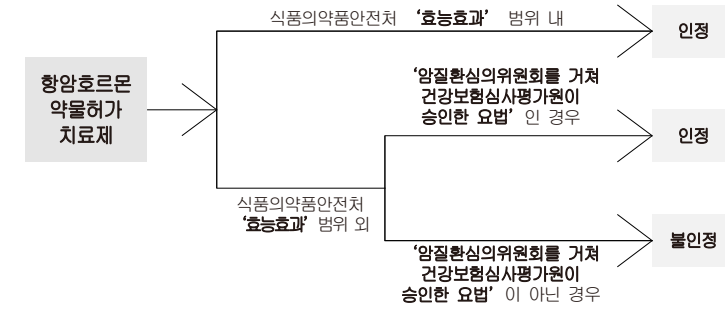 식품의약품안전처 ‘효능효과’ 범위 내
인정
항암호르몬
약물허가
치료제
‘암질환심의위원회를 거쳐
건강보험심사평가원이
승인한 요법’ 인 경우
인정
식품의약품안전처
‘효능효과’ 범위 외
불인정
‘암질환심의위원회를 거쳐
건강보험심사평가원이
승인한 요법’ 이 아닌 경우